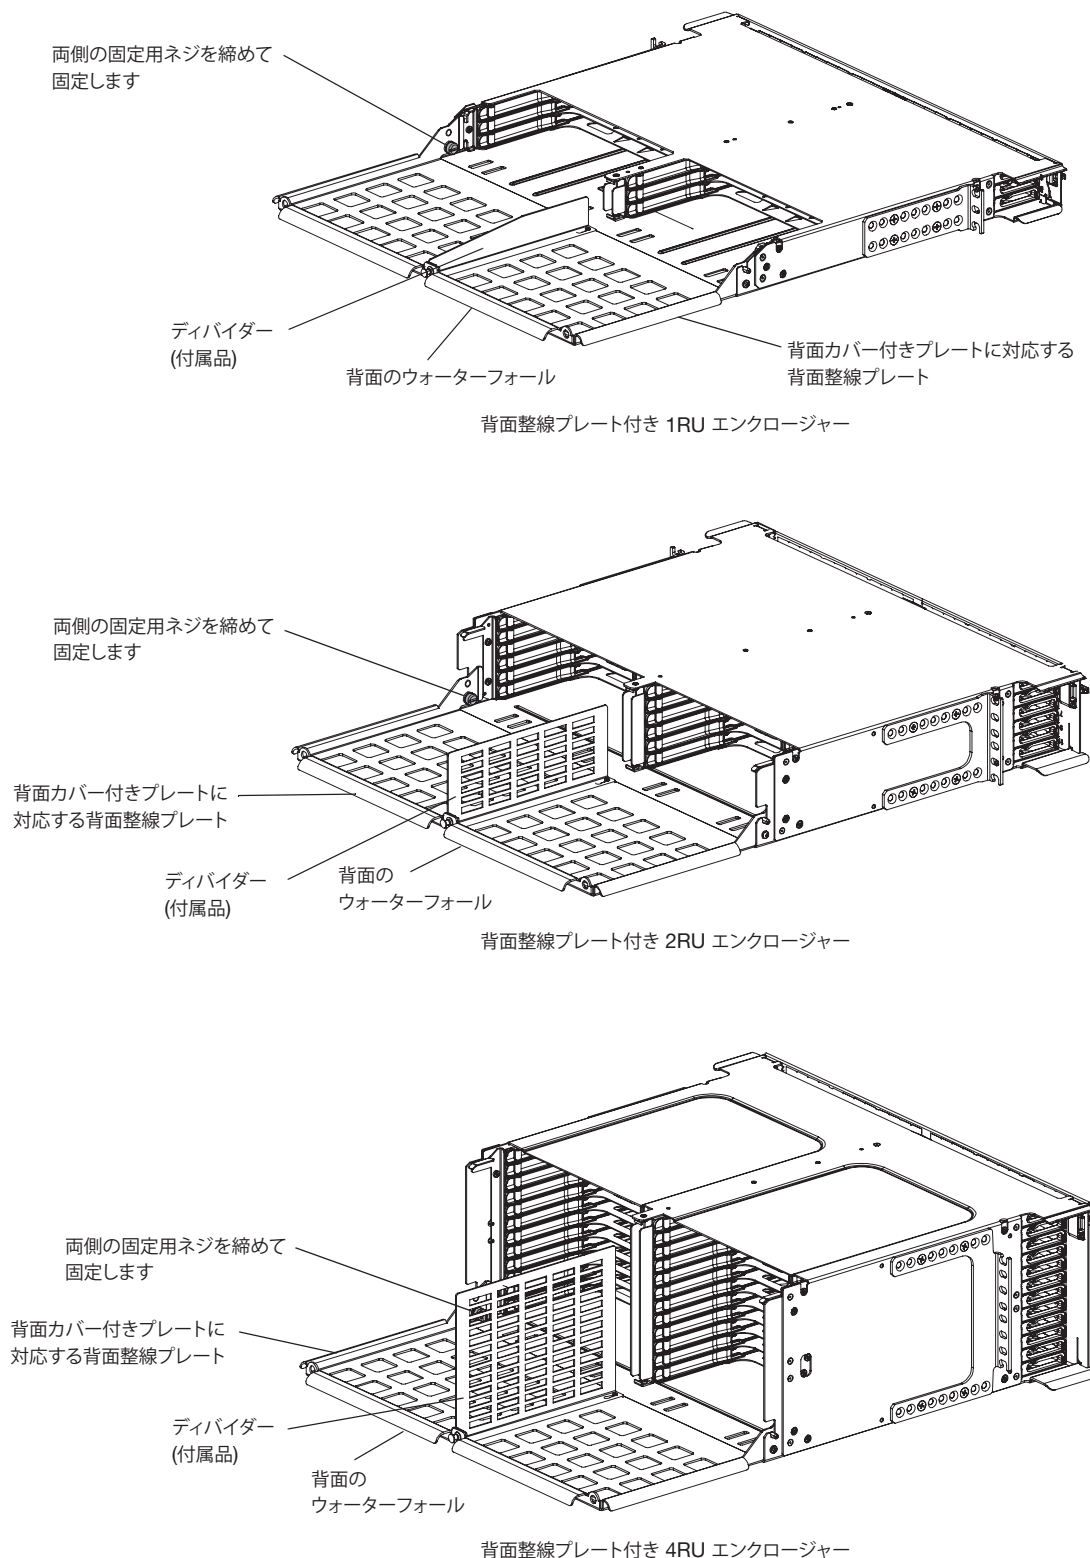 両側の固定用ネジを締めて
固定します
ディバイダー
(付属品)
背面のウォーターフォール
背面カバー付きプレートに対応する
背面整線プレート
背面整線プレート付き 1RU エンクロージャー
両側の固定用ネジを締めて
固定します
背面カバー付きプレートに
対応する背面整線プレート
ディバイダー
(付属品)
背面の
ウォーターフォール
背面整線プレート付き 2RU エンクロージャー
両側の固定用ネジを締めて
固定します
背面カバー付きプレートに
対応する背面整線プレート
ディバイダー
(付属品)
背面の
ウォーターフォール
背面整線プレート付き 4RU エンクロージャー